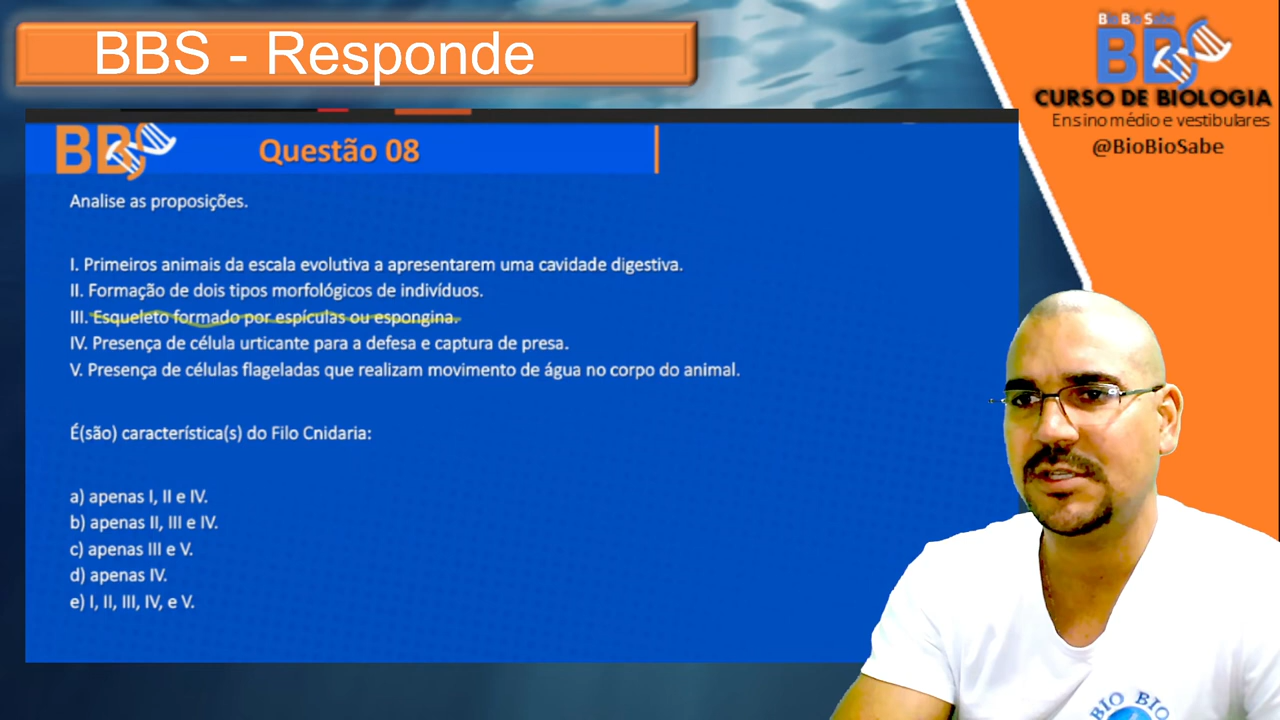 BBS - Responde
Bio Bio Sabe
BBS
CURSO DE BIOLOGIA
Ensino médio e vestibulares
@BioBioSabe
BBS
Questão 08
Analise as proposições.
I. Primeiros animais da escala evolutiva a apresentarem uma cavidade digestiva.
II. Formação de dois tipos morfológicos de indivíduos.
III. Esqueleto formado por espículas ou espongina.
IV. Presença de célula urticante para a defesa e captura de presa.
V. Presença de células flageladas que realizam movimento de água no corpo do animal.
É(são) característica(s) do Filo Cnidaria:
a) apenas I, II e IV.
b) apenas II, III e IV.
c) apenas III e V.
d) apenas IV.
e) I, II, III, IV, e V.
BIO BIO